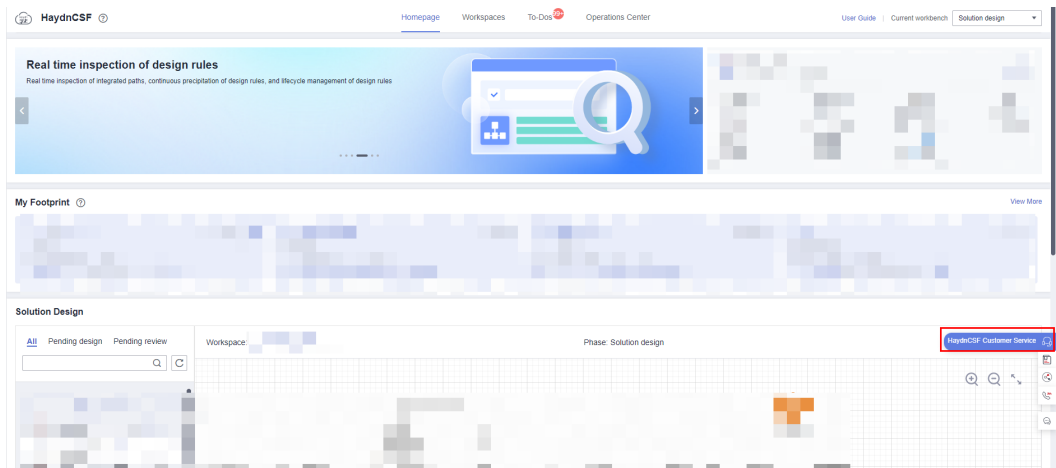 HaydnCSF
Homepage
Workspaces
To-Dos
99+
Operations Center
User Guide
Current workbench
Solution design
Real time inspection of design rules
Real time inspection of integrated paths, continuous precipitation of design rules, and lifecycle management of design rules
My Footprint
View More
Solution Design
All
Pending design
Pending review
Workspace:
Phase: Solution design
HaydnCSF Customer Service